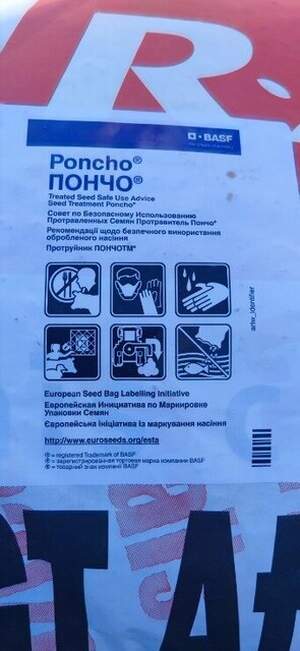 R
BASF
Poncho®
ПОНЧО®
Treated Seed Safe Use Advice
Seed Treatment Poncho®
Совет по Безопасному Использованию
Протравленных Семян Протравитель Пончо®
Рекомендації щодо безпечного використання
обробленого насіння
Протруйник ПОНЧОТМ®
arlw_identifier
European Seed Bag Labelling Initiative
Европейская Инициатива по Маркировке
Упаковки Семян
Європейська ініціатива із маркування насіння
http://www.euroseeds.org/esta
® = registered Trademark of BASF
® = зарегистрированная торговая марка компании BASF
® = товарний знак компанії BASF